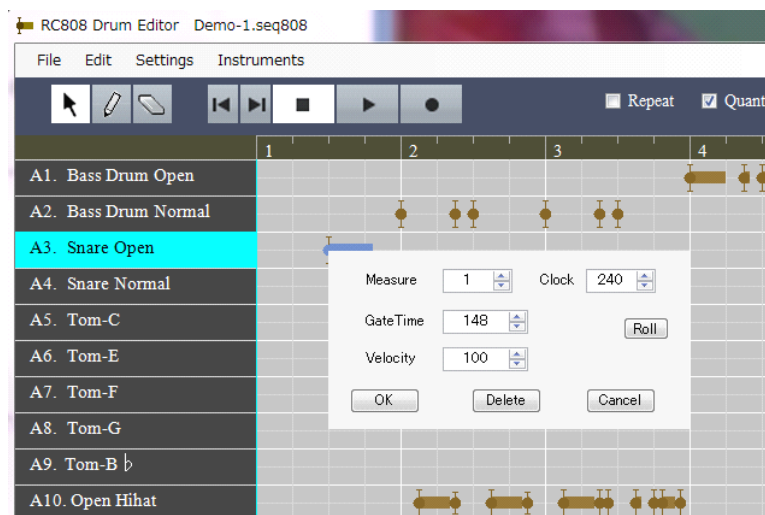 RC808 Drum Editor   Demo-1.seq808
File   Edit   Settings   Instruments
Repeat   Quant
1   2   3   4
A1. Bass Drum Open
A2. Bass Drum Normal
A3. Snare Open
A4. Snare Normal
Measure   1   Clock   240
A5. Tom-C
GateTime   148   Roll
A6. Tom-E
Velocity   100
A7. Tom-F
OK   Delete   Cancel
A8. Tom-G
A9. Tom-B♭
A10. Open Hihat